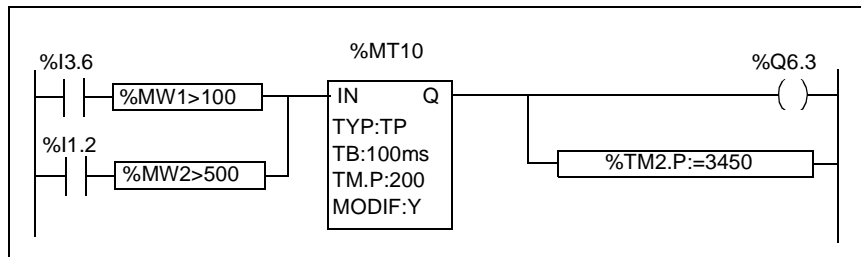 %MT10
%I3.6
%Q6.3
%MW1>100
IN Q
TYP:TP
%I1.2
TB:100ms
%MW2>500
TM.P:200
%TM2.P:=3450
MODIF:Y